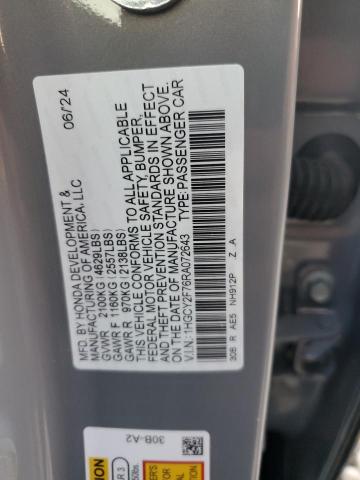 MFD. BY HONDA DEVELOPMENT & 06/24
MANUFACTURING OF AMERICA, LLC
GVWR 2100KG (4629LBS)
GAWR F 1160KG (2557LBS)
GAWR R 970KG (2138LBS)
THIS VEHICLE CONFORMS TO ALL APPLICABLE
FEDERAL MOTOR VEHICLE SAFETY, BUMPER,
AND THEFT PREVENTION STANDARDS IN EFFECT
ON THE DATE OF MANUFACTURE SHOWN ABOVE.
V.I.N.: 1HGCY2F76RA072643 TYPE:PASSENGER CAR
30B R AE5 NH912P Z A
30B-A2